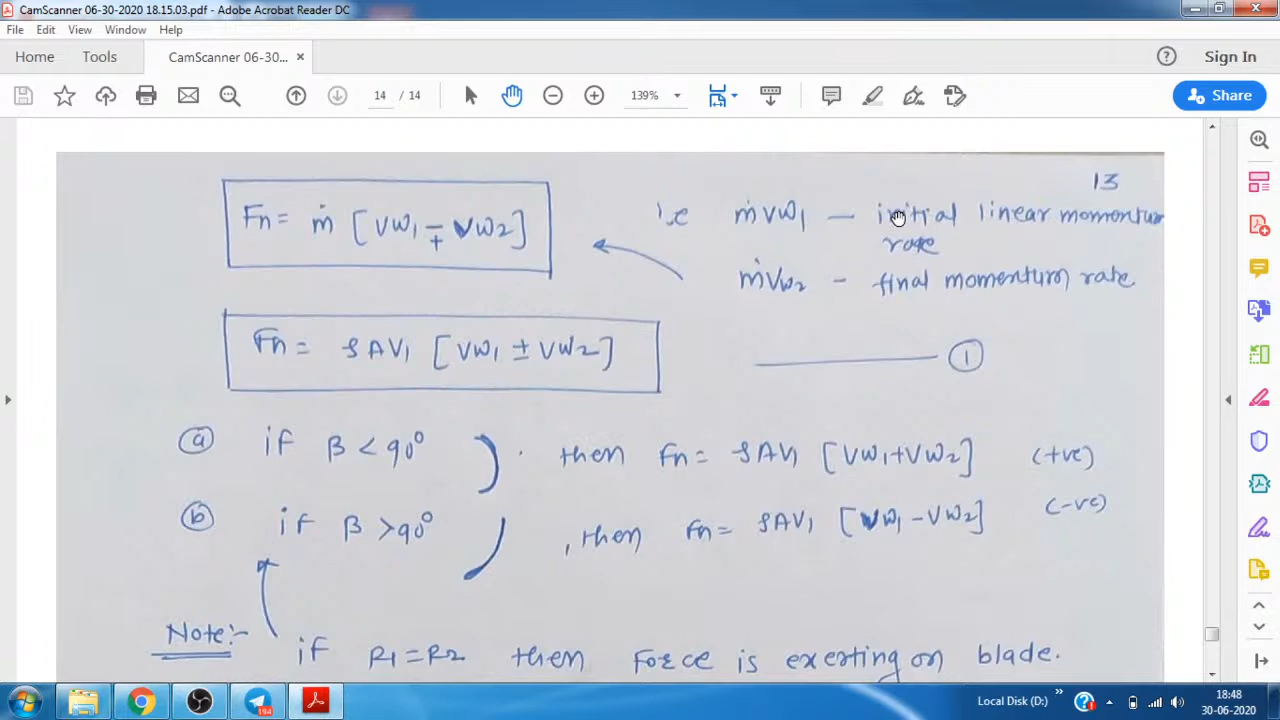 CamScanner 06-30-2020 18.15.03.pdf - Adobe Acrobat Reader DC
File Edit View Window Help
Home Tools CamScanner 06-30... × Sign In
14 / 14 139% Share
13
Fn = ṁ [VW1 ∓ VW2] i.e ṁVW1 — initial linear momentum
rate
ṁVW2 - final momentum rate
Fn = ρAV1 [VW1 ± VW2] ——— ①
ⓐ if β < 90° . then Fn = ρAV1 [VW1+VW2] (+ve)
ⓑ if β > 90° , then Fn = ρAV1 [VW1 - VW2] (-ve)
Note:- if R1=R2 then Force is exerting on blade.
Local Disk (D:) » 18:48
30-06-2020
194